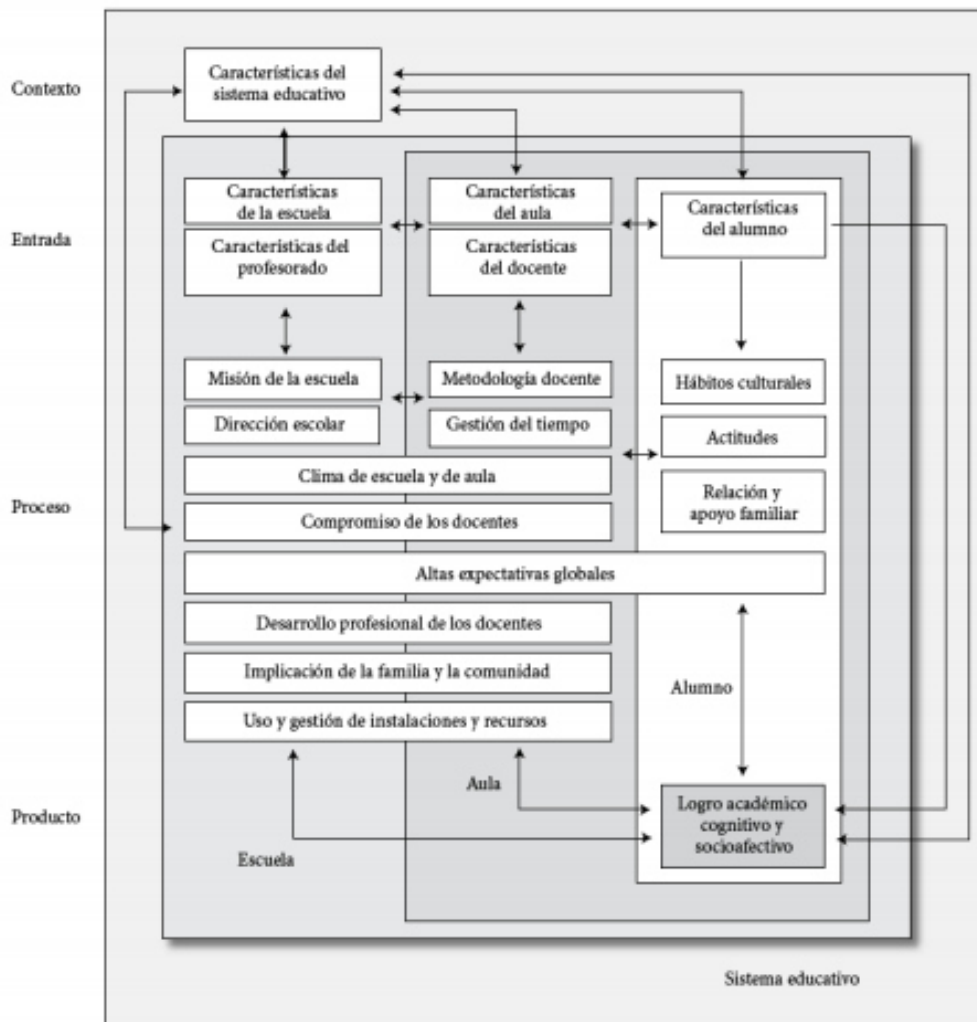 Contexto
Características del
sistema educativo
Entrada
Características
de la escuela
Características del
profesorado
Características
del aula
Características
del docente
Características
del alumno
Misión de la escuela
Dirección escolar
Metodología docente
Gestión del tiempo
Hábitos culturales
Actitudes
Relación y
apoyo familiar
Proceso
Clima de escuela y de aula
Compromiso de los docentes
Altas expectativas globales
Desarrollo profesional de los docentes
Implicación de la familia y la comunidad
Uso y gestión de instalaciones y recursos
Alumno
Aula
Producto
Logro académico
cognitivo y
socioafectivo
Escuela
Sistema educativo